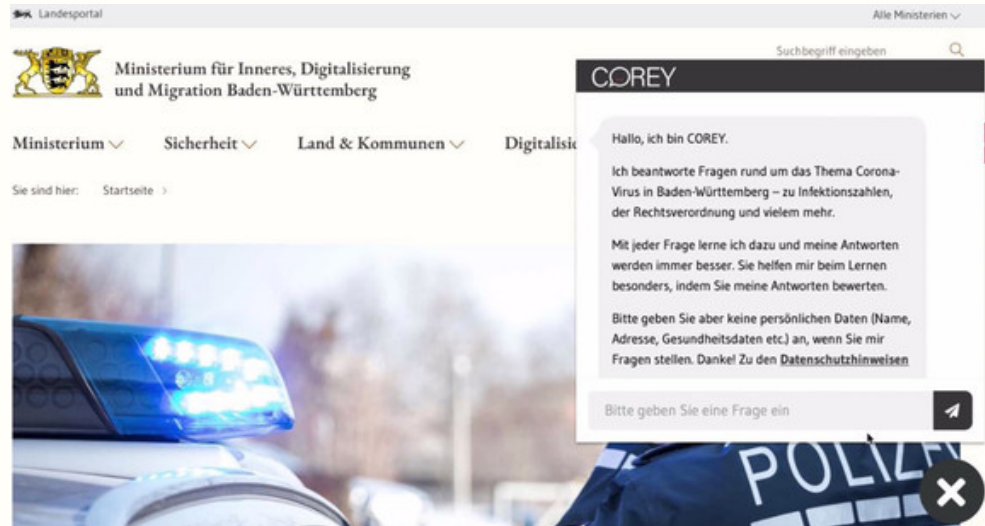 Landesportal
Alle Ministerien
Suchbegriff eingeben
Ministerium für Inneres, Digitalisierung
und Migration Baden-Württemberg
Ministerium
Sicherheit
Land & Kommunen
Sie sind hier: Startseite
COREY
Hallo, ich bin COREY.
Ich beantworte Fragen rund um das Thema Corona-
Virus in Baden-Württemberg – zu Infektionszahlen,
der Rechtsverordnung und vielem mehr.
Mit jeder Frage lerne ich dazu und meine Antworten
werden immer besser. Sie helfen mir beim Lernen
besonders, indem Sie meine Antworten bewerten.
Bitte geben Sie aber keine persönlichen Daten (Name,
Adresse, Gesundheitsdaten etc.) an, wenn Sie mir
Fragen stellen. Danke! Zu den Datenschutzhinweisen
Bitte geben Sie eine Frage ein
POLIZEI